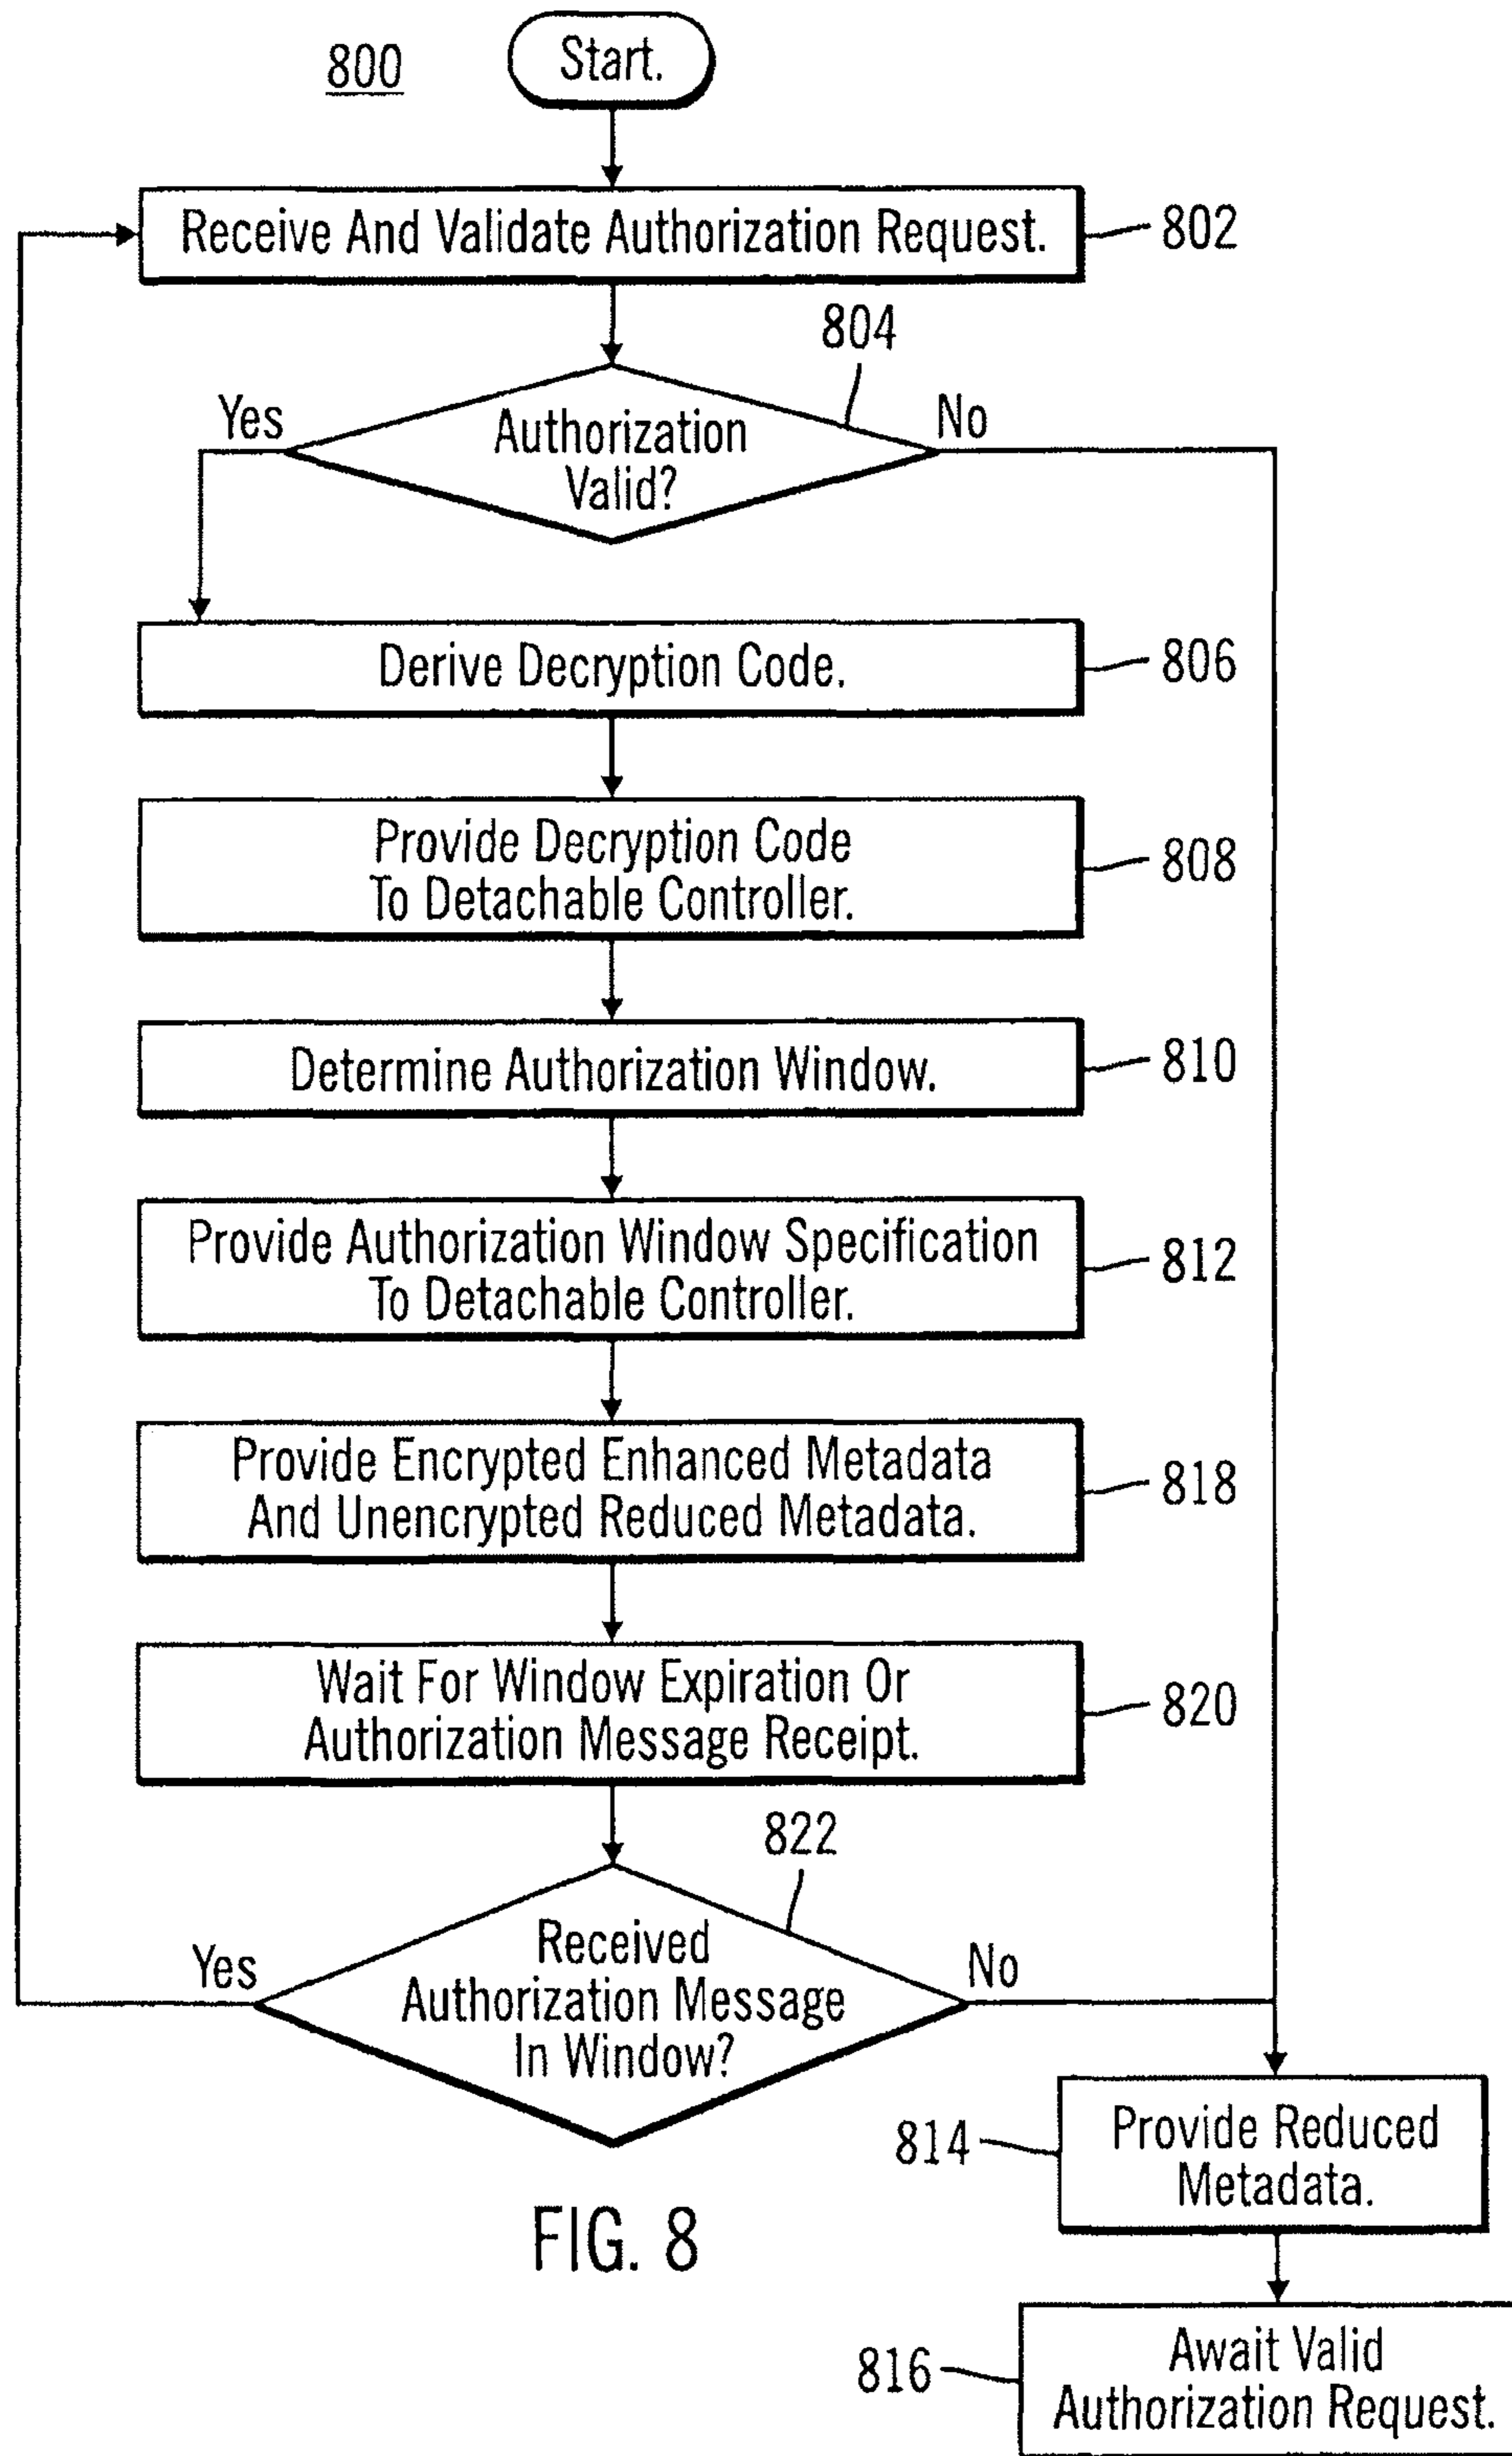 800
Start.
Receive And Validate Authorization Request.
802
804
Yes
No
Authorization
Valid?
Derive Decryption Code.
806
Provide Decryption Code
To Detachable Controller.
808
Determine Authorization Window.
810
Provide Authorization Window Specification
To Detachable Controller.
812
Provide Encrypted Enhanced Metadata
And Unencrypted Reduced Metadata.
818
Wait For Window Expiration Or
Authorization Message Receipt.
820
822
Yes
No
Received
Authorization Message
In Window?
814
Provide Reduced
Metadata.
FIG. 8
816
Await Valid
Authorization Request.